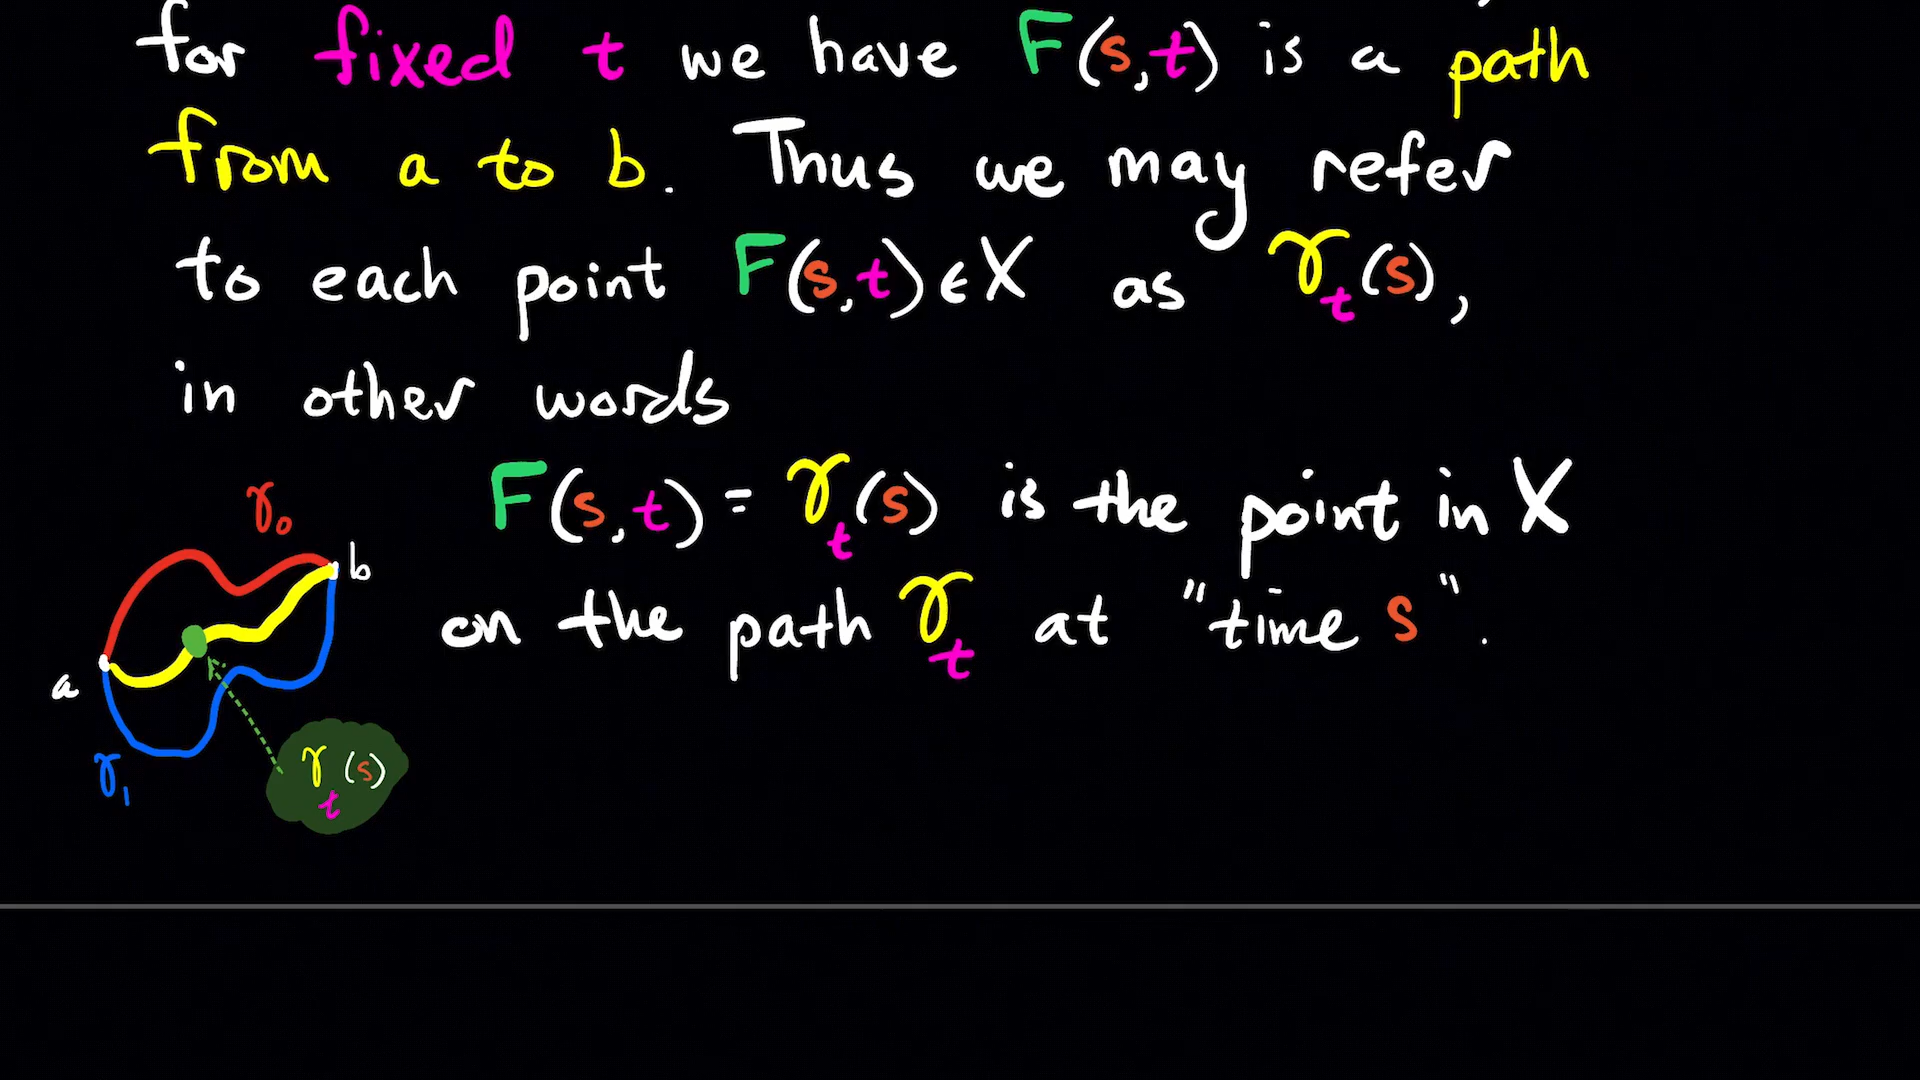 for fixed t we have F(s,t) is a path
from a to b. Thus we may refer
to each point F(s,t) ∈ X as γₜ(s),
in other words
F(s,t) = γₜ(s) is the point in X
on the path γₜ at "time s".
γ₀
b
a
γ₁
γₜ(s)